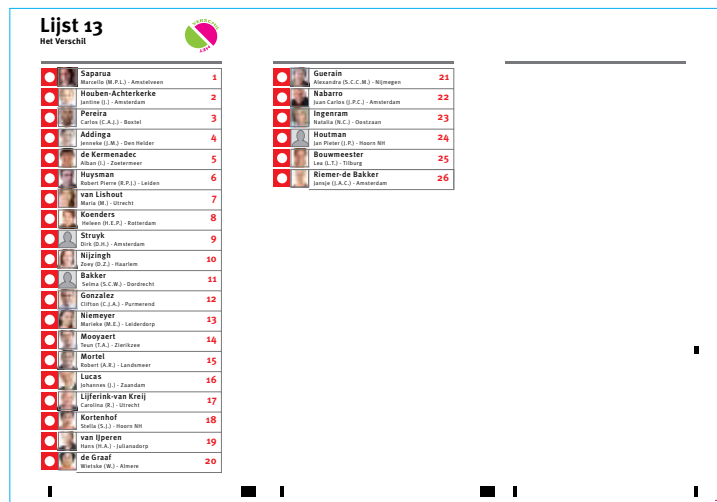 Lijst 13
Het Verschil
VERSCHIL
HET
Saparua
Marcello (M.P.L.) - Amstelveen
1
Houben-Achterkerke
Jantine (J.) - Amsterdam
2
Pereira
Carlos (C.A.J.) - Boxtel
3
Addinga
Jenneke (J.M.) - Den Helder
4
de Kermenadec
Alban (I.) - Zoetermeer
5
Huysman
Robert Pierre (R.P.J.) - Leiden
6
van Lishout
Maria (M.) - Utrecht
7
Koenders
Heleen (H.E.P.) - Rotterdam
8
Struyk
Dirk (D.H.) - Amsterdam
9
Nijzingh
Zoey (D.Z.) - Haarlem
10
Bakker
Selma (S.C.W.) - Dordrecht
11
Gonzalez
Clifton (C.J.A.) - Purmerend
12
Niemeyer
Marieke (M.E.) - Leiderdorp
13
Mooyaert
Teun (T.A.) - Zierikzee
14
Mortel
Robert (A.R.) - Landsmeer
15
Lucas
Johannes (J.) - Zaandam
16
Lijferink-van Kreij
Carolina (R.) - Utrecht
17
Kortenhof
Stella (S.J.) - Hoorn NH
18
van IJperen
Hans (H.A.) - Julianadorp
19
de Graaf
Wietske (W.) - Almere
20
Guerain
Alexandra (S.C.C.M.) - Nijmegen
21
Nabarro
Juan Carlos (J.P.C.) - Amsterdam
22
Ingenram
Natalia (N.C.) - Oostzaan
23
Houtman
Jan Pieter (J.P.) - Hoorn NH
24
Bouwmeester
Lea (L.T.) - Tilburg
25
Riemer-de Bakker
Jansje (J.A.C.) - Amsterdam
26